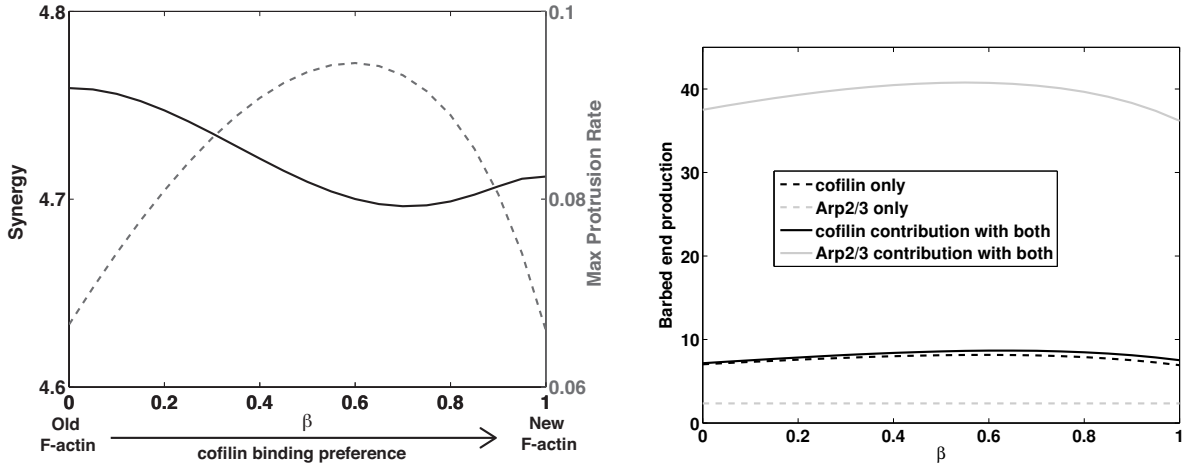 4.8
4.7
4.6
Synergy
0.1
0.08
0.06
Max Protrusion Rate
0 0.2 0.4 0.6 0.8 1
β
Old
F-actin
New
F-actin
cofilin binding preference
40
30
20
10
0
Barbed end production
cofilin only
Arp2/3 only
cofilin contribution with both
Arp2/3 contribution with both
0 0.2 0.4 0.6 0.8 1
β